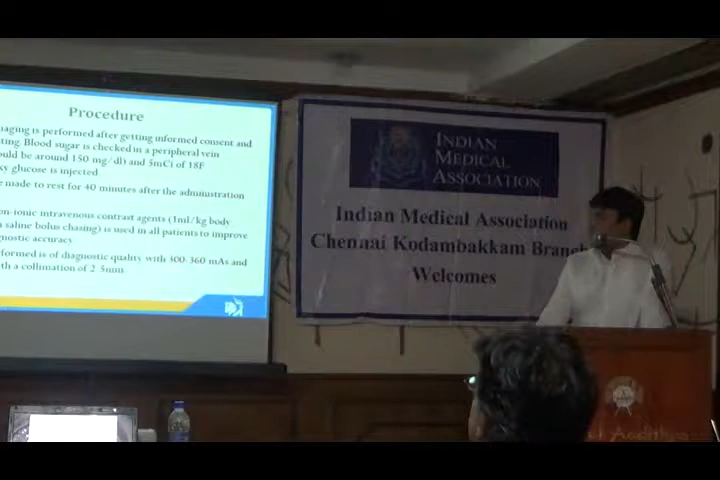 Procedure
aging is performed after getting informed consent and
ting. Blood sugar is checked in a peripheral vein
ould be around 150 mg/dl) and 5mCi of 18F
xy glucose is injected
e made to rest for 40 minutes after the administration
on-ionic intravenous contrast agents (1ml/kg body
n saline bolus chasing) is used in all patients to improve
gnostic accuracy
formed is of diagnostic quality with 300-360 mAs and
th a collimation of 2-5mm
INDIAN
MEDICAL
ASSOCIATION
Indian Medical Association
Chennai Kodambakkam Branch
Welcomes